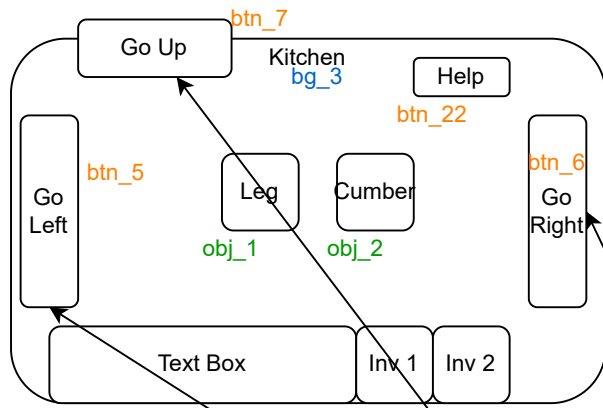 btn_7
Go Up
Kitchen
bg_3
Help
btn_22
btn_5
btn_6
Go
Left
Leg
Cumber
Go
Right
obj_1
obj_2
Text Box
Inv 1
Inv 2